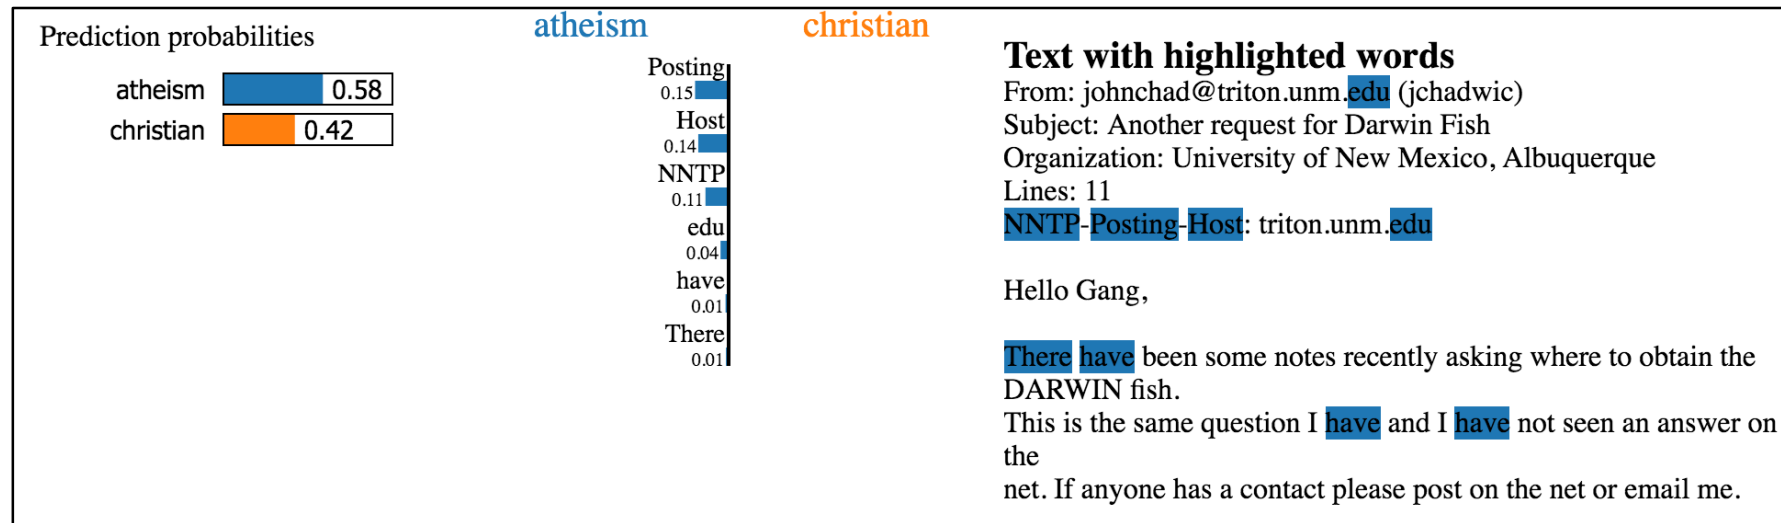 Prediction probabilities
atheism 0.58
christian 0.42
atheism christian
Posting
0.15
Host
0.14
NNTP
0.11
edu
0.04
have
0.01
There
0.01
Text with highlighted words
From: johnchad@triton.unm.edu (jchadwic)
Subject: Another request for Darwin Fish
Organization: University of New Mexico, Albuquerque
Lines: 11
NNTP-Posting-Host: triton.unm.edu
Hello Gang,
There have been some notes recently asking where to obtain the
DARWIN fish.
This is the same question I have and I have not seen an answer on
the
net. If anyone has a contact please post on the net or email me.